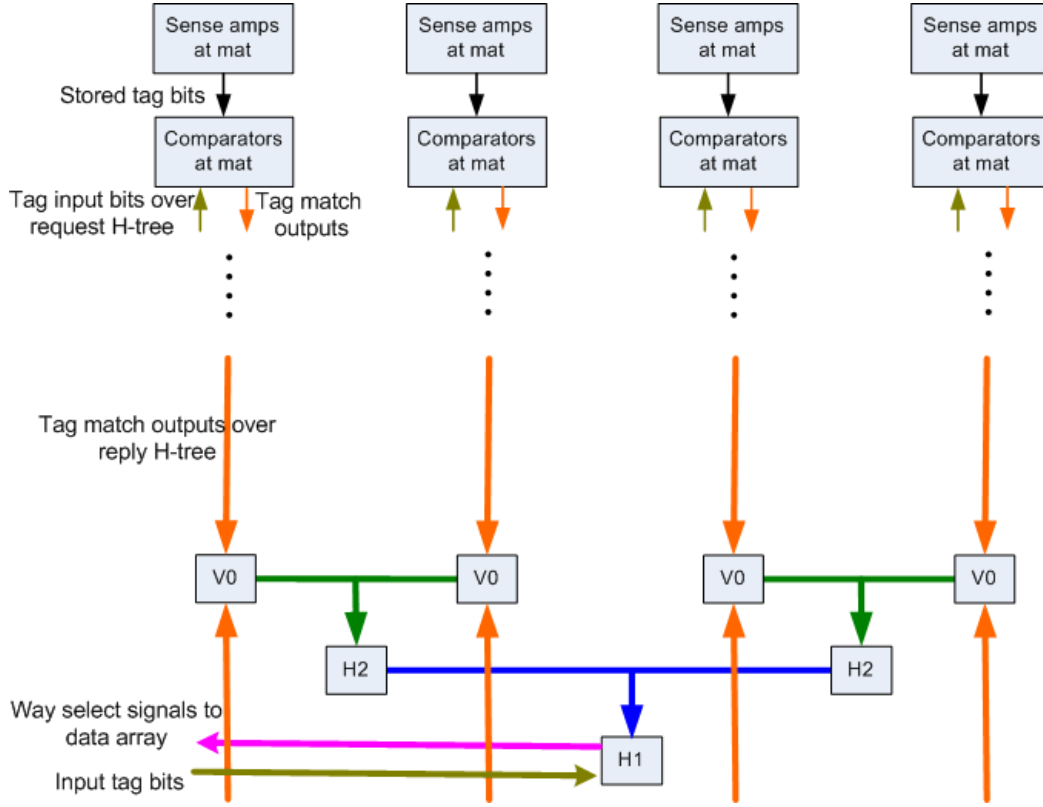 Sense amps
at mat
Sense amps
at mat
Sense amps
at mat
Sense amps
at mat
Stored tag bits
Comparators
at mat
Comparators
at mat
Comparators
at mat
Comparators
at mat
Tag input bits over
request H-tree
Tag match
outputs
Tag match outputs over
reply H-tree
V0
V0
V0
V0
H2
H2
Way select signals to
data array
H1
Input tag bits